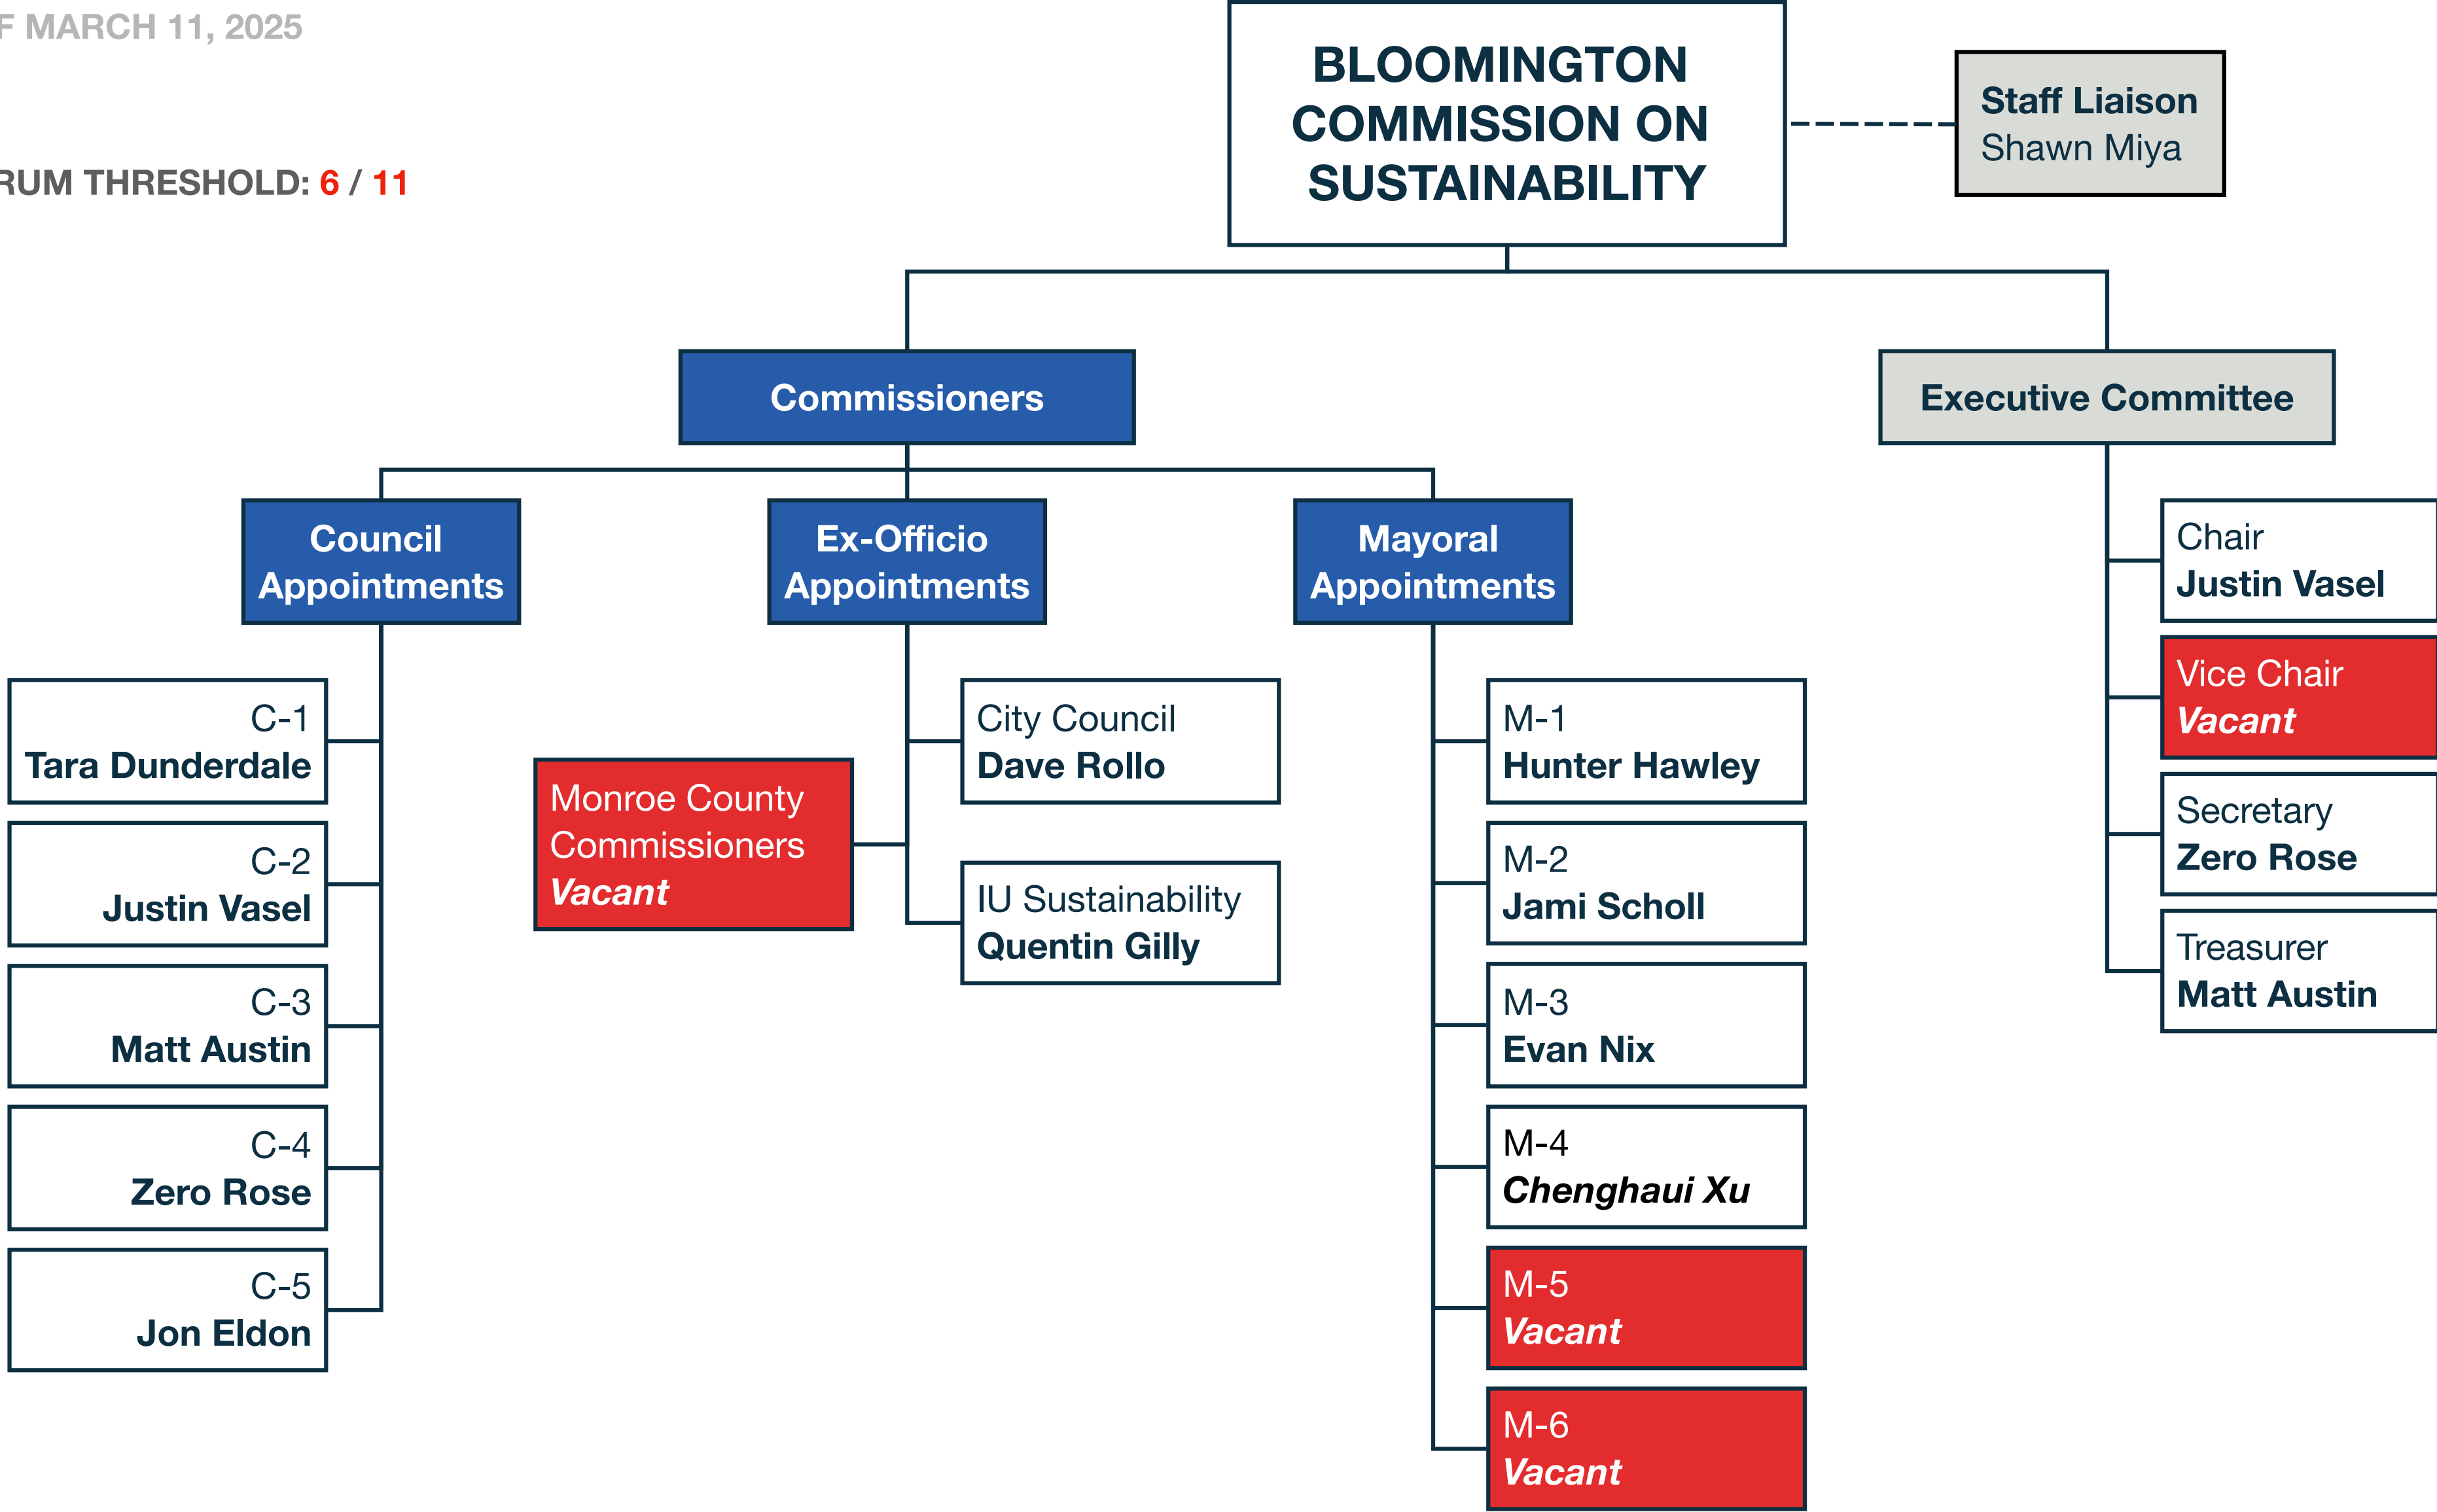 F MARCH 11, 2025
RUM THRESHOLD: 6 / 11
BLOOMINGTON
COMMISSION ON
SUSTAINABILITY
Staff Liaison
Shawn Miya
Commissioners
Executive Committee
Council
Appointments
Ex-Officio
Appointments
Mayoral
Appointments
C-1
Tara Dunderdale
C-2
Justin Vasel
C-3
Matt Austin
C-4
Zero Rose
C-5
Jon Eldon
Monroe County
Commissioners
Vacant
City Council
Dave Rollo
IU Sustainability
Quentin Gilly
M-1
Hunter Hawley
M-2
Jami Scholl
M-3
Evan Nix
M-4
Chenghaui Xu
M-5
Vacant
M-6
Vacant
Chair
Justin Vasel
Vice Chair
Vacant
Secretary
Zero Rose
Treasurer
Matt Austin